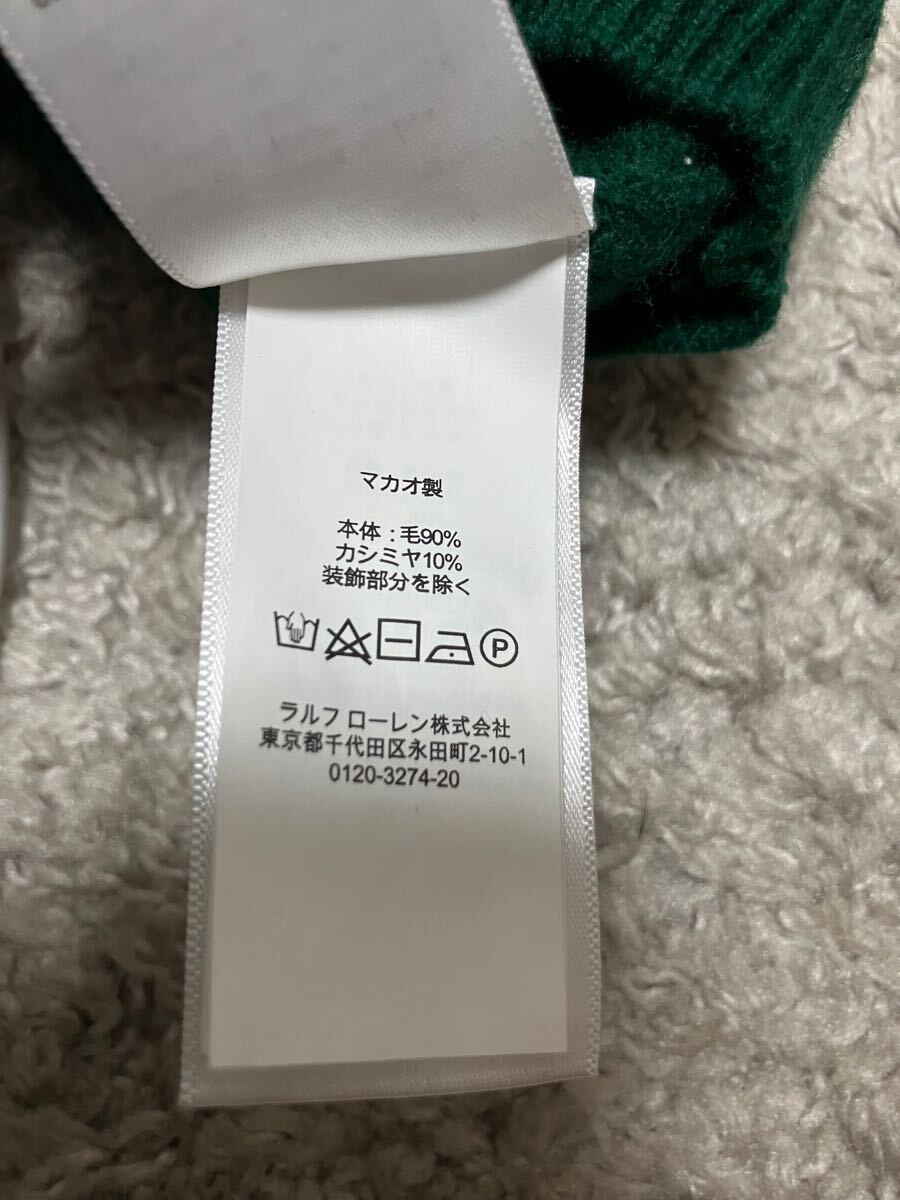 マカオ製
本体：毛90%
カシミヤ10%
装飾部分を除く
P
ラルフ ローレン株式会社
東京都千代田区永田町2-10-1
0120-3274-20